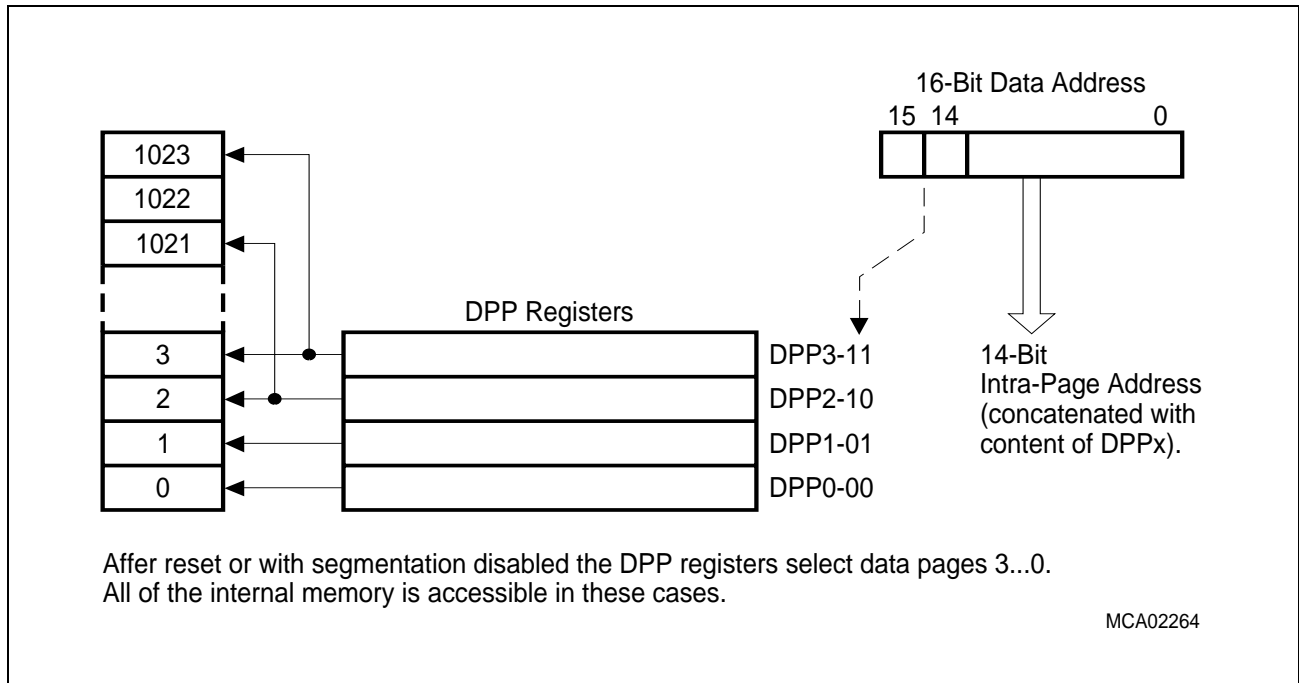 16-Bit Data Address
15 14 0
1023
1022
1021
3
2
1
0
DPP Registers
DPP3-11
DPP2-10
DPP1-01
DPP0-00
14-Bit
Intra-Page Address
(concatenated with
content of DPPx).
Affer reset or with segmentation disabled the DPP registers select data pages 3...0.
All of the internal memory is accessible in these cases.
MCA02264